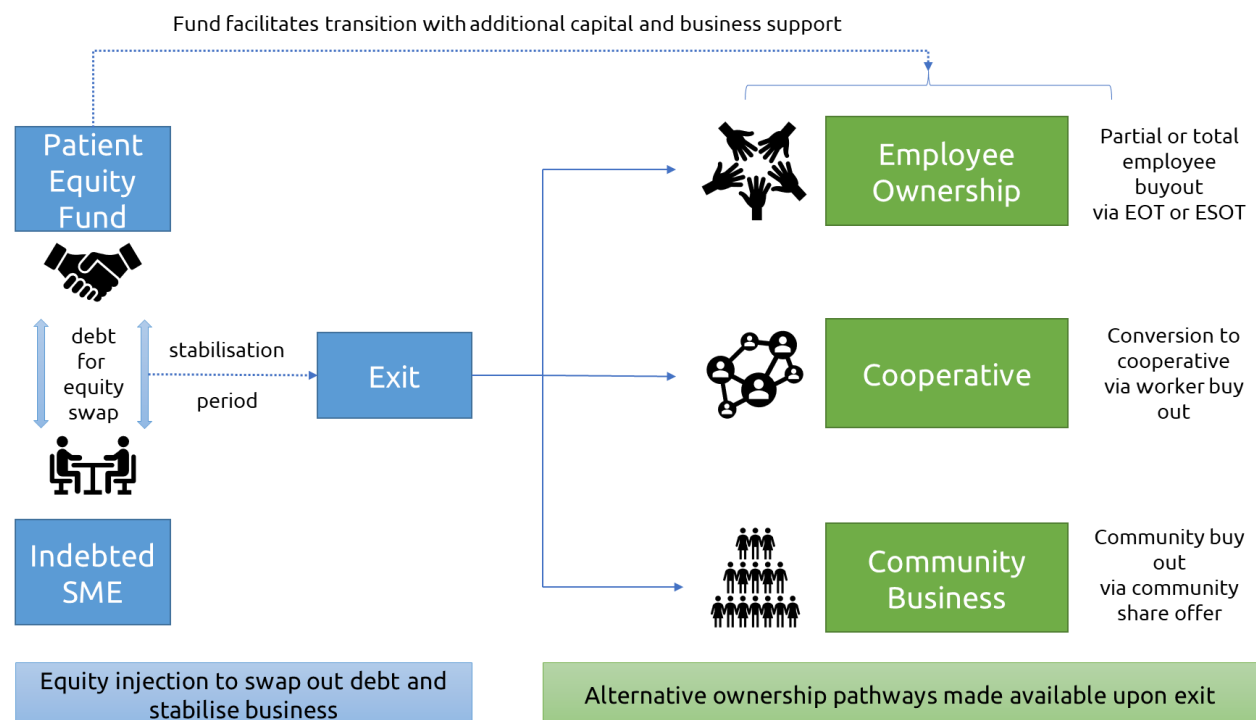 Fund facilitates transition with additional capital and business support
Patient
Equity
Fund
debt
for
equity
swap
stabilisation
period
Exit
Indebted
SME
Employee
Ownership
Partial or total
employee
buyout
via EOT or ESOT
Cooperative
Conversion to
cooperative
via worker buy
out
Community
Business
Community buy
out
via community
share offer
Equity injection to swap out debt and
stabilise business
Alternative ownership pathways made available upon exit